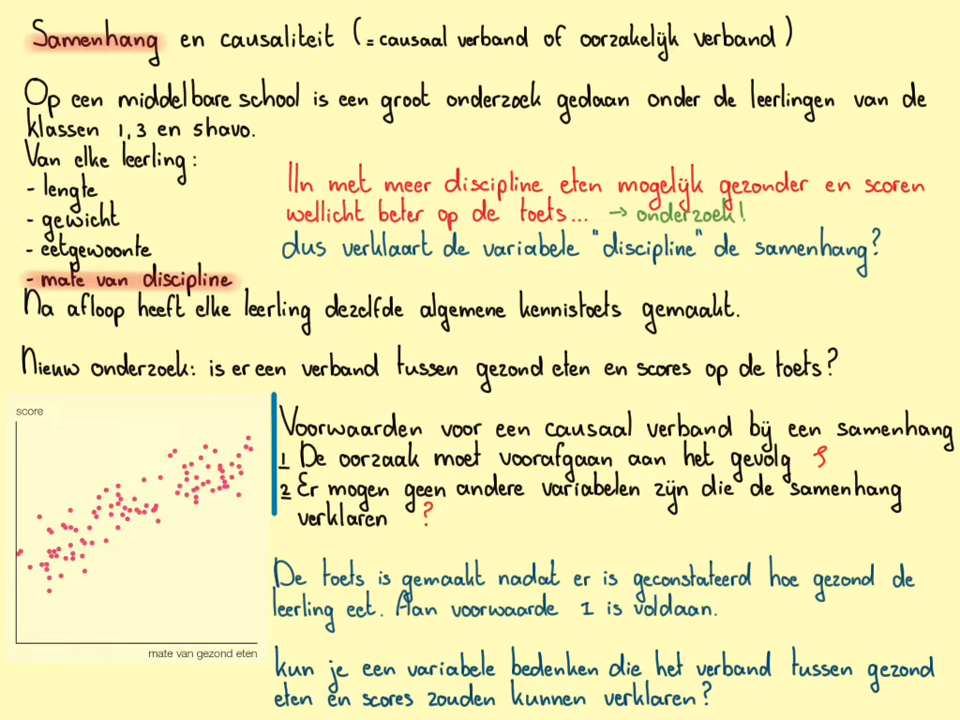 Samenhang en causaliteit (= causaal verband of oorzakelijk verband)
Op een middelbare school is een groot onderzoek gedaan onder de leerlingen van de
klassen 1, 3 en 5havo.
Van elke leerling:
- lengte
- gewicht
- eetgewoonte
- mate van discipline
lln met meer discipline eten mogelijk gezonder en scoren
wellicht beter op de toets... → onderzoek!
dus verklaart de variabele "discipline" de samenhang?
Na afloop heeft elke leerling dezelfde algemene kennistoets gemaakt.
Nieuw onderzoek: is er een verband tussen gezond eten en scores op de toets?
score
mate van gezond eten
Voorwaarden voor een causaal verband bij een samenhang
1 De oorzaak moet voorafgaan aan het gevolg
2 Er mogen geen andere variabelen zijn die de samenhang
verklaren ?
De toets is gemaakt nadat er is geconstateerd hoe gezond de
leerling eet. Aan voorwaarde 1 is voldaan.
kun je een variabele bedenken die het verband tussen gezond
eten en scores zouden kunnen verklaren?